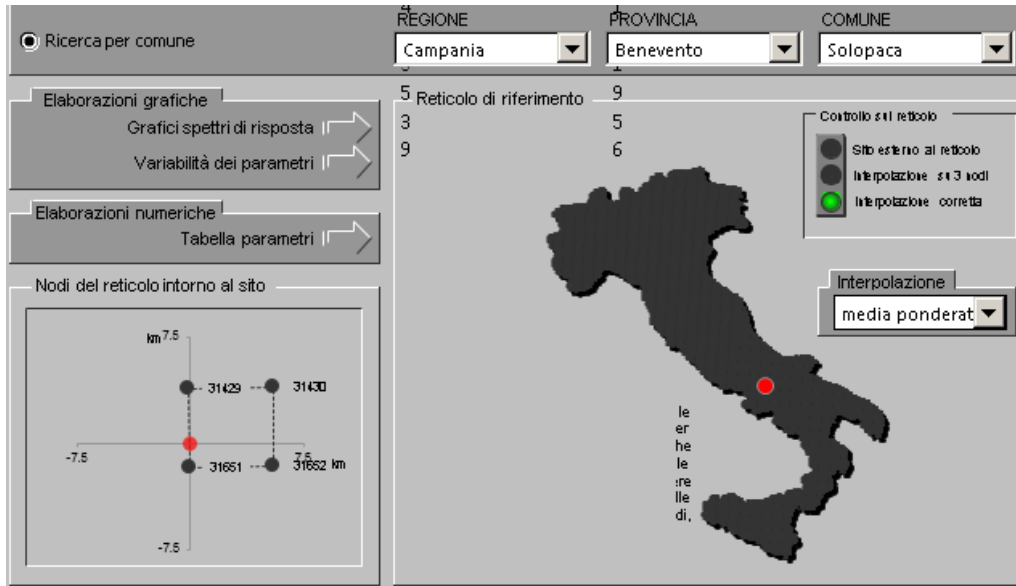 REGIONE
PROVINCIA
COMUNE
Ricerca per comune
Campania
Benevento
Solopaca
Elaborazioni grafiche
Grafici spettri di risposta
Variabilità dei parametri
5
3
9
Reticolo di riferimento
9
5
6
Controllo sul reticolo
Sito esterno al reticolo
Interpolazione su 3 nodi
Interpolazione corretta
Elaborazioni numeriche
Tabella parametri
Interpolazione
media ponderat
Nodi del reticolo intorno al sito
km 7.5
31429
31430
-7.5
7.5
31651
31652 km
-7.5
le
er
he
le
re
lle
di,